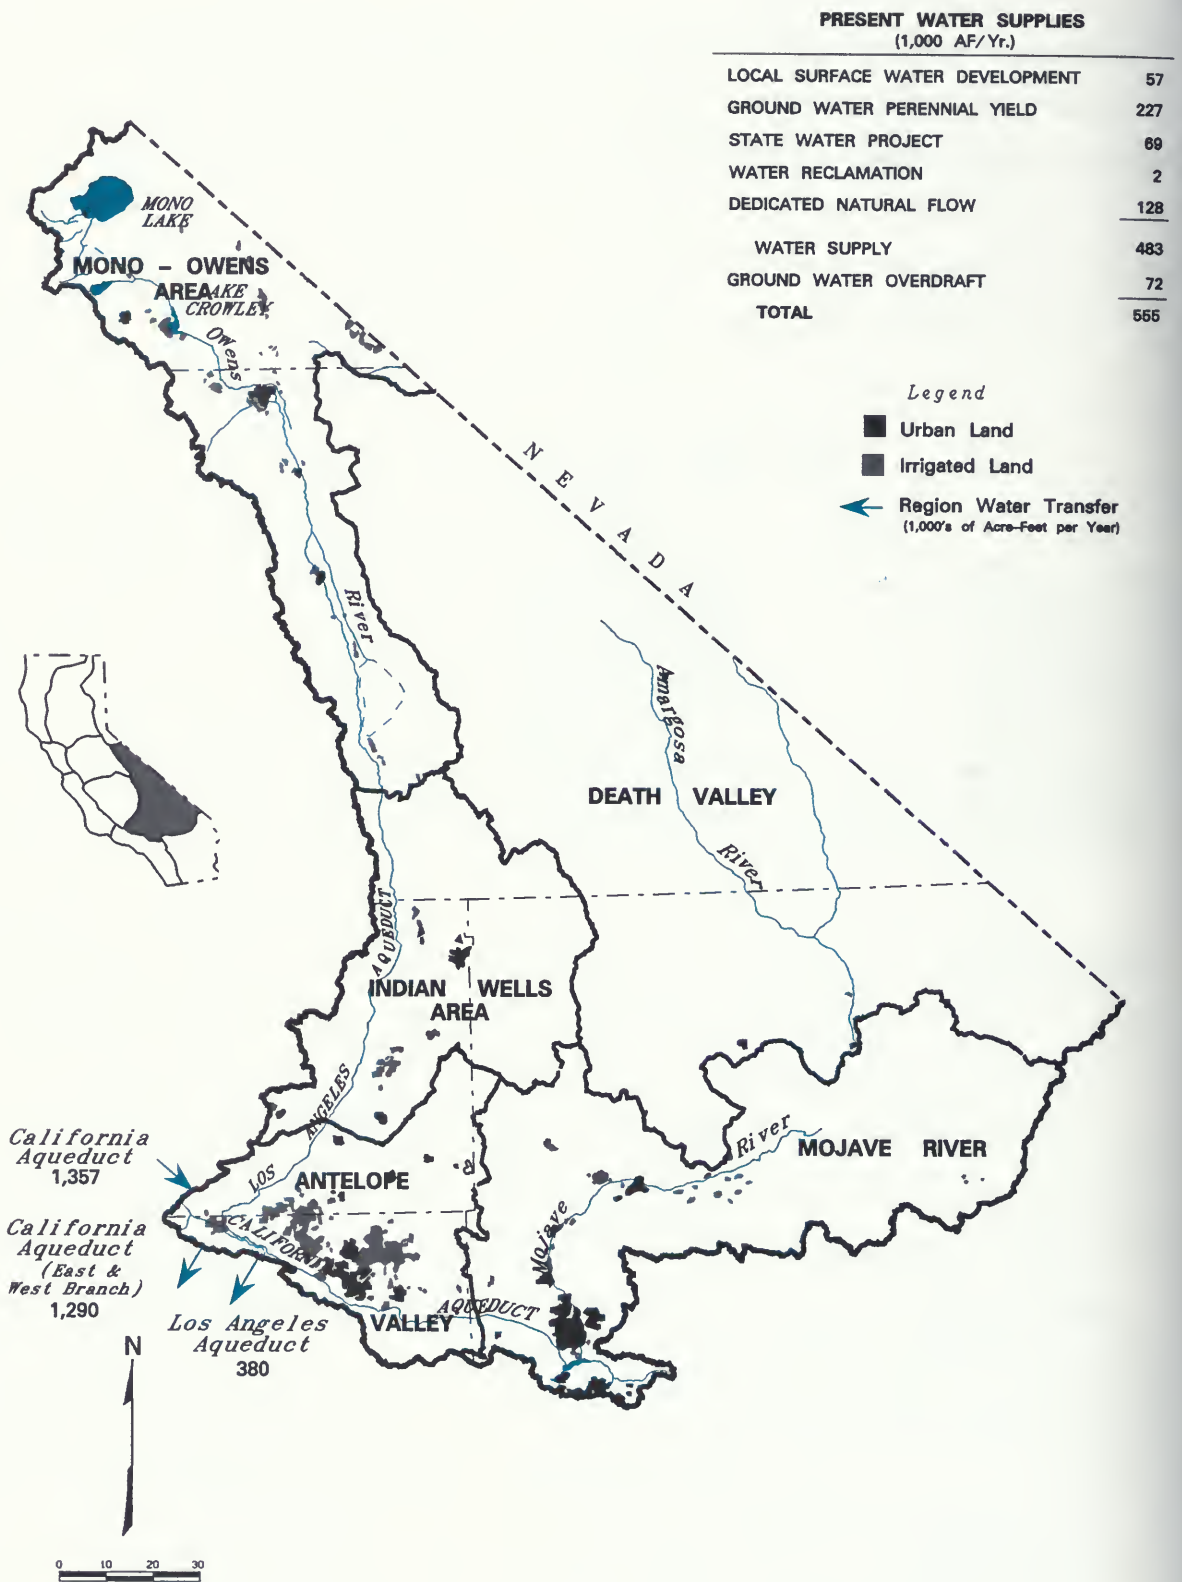 PRESENT WATER SUPPLIES
(1,000 AF/Yr.)
LOCAL SURFACE WATER DEVELOPMENT 57
GROUND WATER PERENNIAL YIELD 227
STATE WATER PROJECT 69
WATER RECLAMATION 2
DEDICATED NATURAL FLOW 128
WATER SUPPLY 483
GROUND WATER OVERDRAFT 72
TOTAL 555
Legend
Urban Land
Irrigated Land
Region Water Transfer
(1,000's of Acre-Feet per Year)
MONO
LAKE
MONO - OWENS
AREA
AKE
CROWLEY
Owens
River
NEVADA
Amargosa
River
DEATH VALLEY
LOS ANGELES AQUEDUCT
INDIAN WELLS
AREA
California
Aqueduct
1,357
ANTELOPE
VALLEY
CALIFORNI
AQUEDUCT
Mojave
River
MOJAVE RIVER
California
Aqueduct
(East &
West Branch)
1,290
Los Angeles
Aqueduct
380
N
0 10 20 30